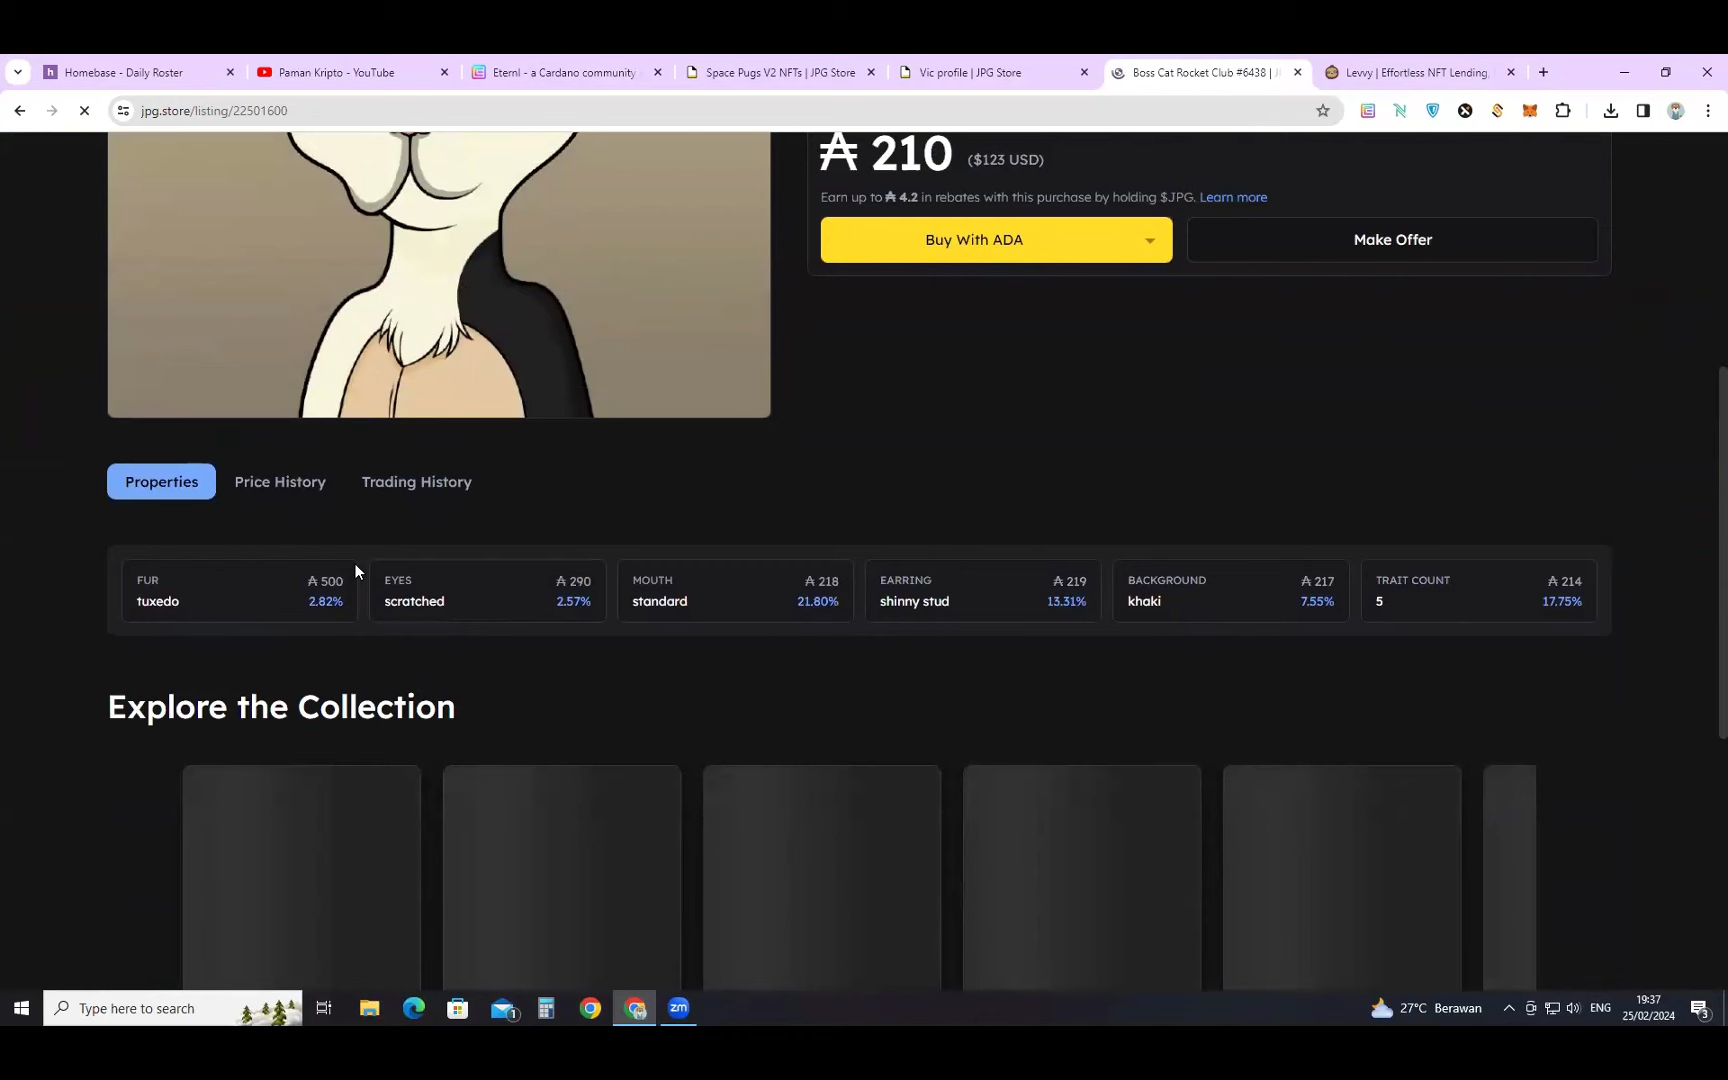 Homebase - Daily Roster
Paman Kripto - YouTube
Eternl - a Cardano community
Space Pugs V2 NFTs | JPG Store
Vic profile | JPG Store
Boss Cat Rocket Club #6438 | J
Levvy | Effortless NFT Lending,
jpg.store/listing/22501600
₳ 210 ($123 USD)
Earn up to ₳ 4.2 in rebates with this purchase by holding $JPG. Learn more
Buy With ADA
Make Offer
Properties
Price History
Trading History
FUR ₳ 500
tuxedo 2.82%
EYES ₳ 290
scratched 2.57%
MOUTH ₳ 218
standard 21.80%
EARRING ₳ 219
shinny stud 13.31%
BACKGROUND ₳ 217
khaki 7.55%
TRAIT COUNT ₳ 214
5 17.75%
Explore the Collection
Type here to search
1
zm
27°C Berawan
ENG
19:37
25/02/2024
3